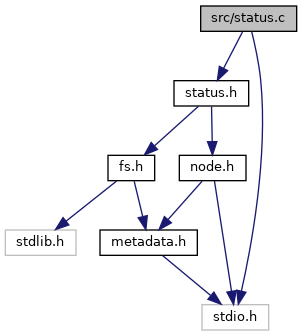 src/status.c
status.h
fs.h
node.h
stdlib.h
metadata.h
stdio.h